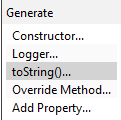 Generate
Constructor...
Logger...
toString()...
Override Method...
Add Property...